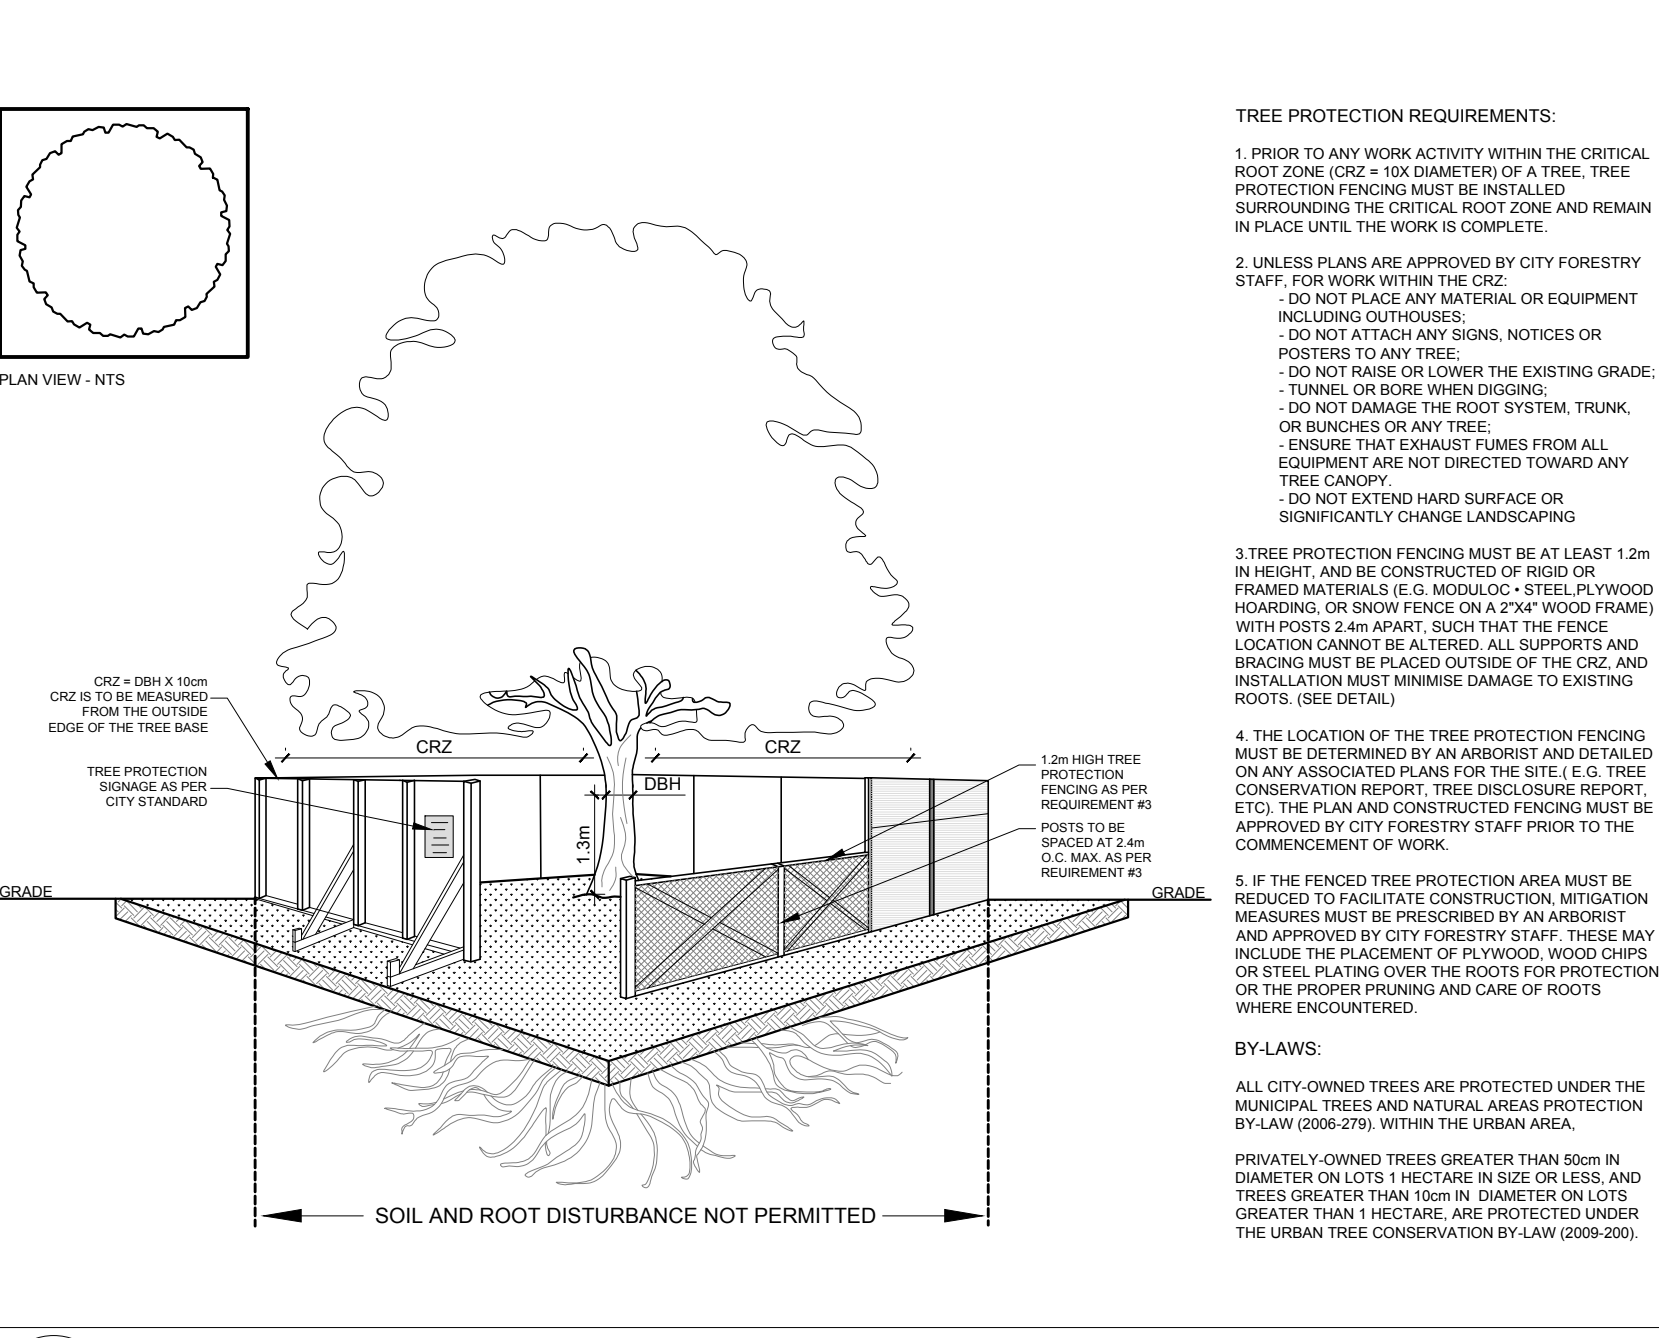 PLAN VIEW - NTS
CRZ = DBH X 10cm
CRZ IS TO BE MEASURED
FROM THE OUTSIDE
EDGE OF THE TREE BASE
TREE PROTECTION
SIGNAGE AS PER
CITY STANDARD
CRZ
CRZ
DBH
1.3m
1.2m HIGH TREE
PROTECTION
FENCING AS PER
REQUIREMENT #3
POSTS TO BE
SPACED AT 2.4m
O.C. MAX. AS PER
REUIREMENT #3
GRADE
GRADE
SOIL AND ROOT DISTURBANCE NOT PERMITTED
TREE PROTECTION REQUIREMENTS:
1. PRIOR TO ANY WORK ACTIVITY WITHIN THE CRITICAL
ROOT ZONE (CRZ = 10X DIAMETER) OF A TREE, TREE
PROTECTION FENCING MUST BE INSTALLED
SURROUNDING THE CRITICAL ROOT ZONE AND REMAIN
IN PLACE UNTIL THE WORK IS COMPLETE.
2. UNLESS PLANS ARE APPROVED BY CITY FORESTRY
STAFF, FOR WORK WITHIN THE CRZ:
- DO NOT PLACE ANY MATERIAL OR EQUIPMENT
INCLUDING OUTHOUSES;
- DO NOT ATTACH ANY SIGNS, NOTICES OR
POSTERS TO ANY TREE;
- DO NOT RAISE OR LOWER THE EXISTING GRADE;
- TUNNEL OR BORE WHEN DIGGING;
- DO NOT DAMAGE THE ROOT SYSTEM, TRUNK,
OR BUNCHES OR ANY TREE;
- ENSURE THAT EXHAUST FUMES FROM ALL
EQUIPMENT ARE NOT DIRECTED TOWARD ANY
TREE CANOPY.
- DO NOT EXTEND HARD SURFACE OR
SIGNIFICANTLY CHANGE LANDSCAPING
3.TREE PROTECTION FENCING MUST BE AT LEAST 1.2m
IN HEIGHT, AND BE CONSTRUCTED OF RIGID OR
FRAMED MATERIALS (E.G. MODULOC • STEEL,PLYWOOD
HOARDING, OR SNOW FENCE ON A 2"X4" WOOD FRAME)
WITH POSTS 2.4m APART, SUCH THAT THE FENCE
LOCATION CANNOT BE ALTERED. ALL SUPPORTS AND
BRACING MUST BE PLACED OUTSIDE OF THE CRZ, AND
INSTALLATION MUST MINIMISE DAMAGE TO EXISTING
ROOTS. (SEE DETAIL)
4. THE LOCATION OF THE TREE PROTECTION FENCING
MUST BE DETERMINED BY AN ARBORIST AND DETAILED
ON ANY ASSOCIATED PLANS FOR THE SITE.( E.G. TREE
CONSERVATION REPORT, TREE DISCLOSURE REPORT,
ETC). THE PLAN AND CONSTRUCTED FENCING MUST BE
APPROVED BY CITY FORESTRY STAFF PRIOR TO THE
COMMENCEMENT OF WORK.
5. IF THE FENCED TREE PROTECTION AREA MUST BE
REDUCED TO FACILITATE CONSTRUCTION, MITIGATION
MEASURES MUST BE PRESCRIBED BY AN ARBORIST
AND APPROVED BY CITY FORESTRY STAFF. THESE MAY
INCLUDE THE PLACEMENT OF PLYWOOD, WOOD CHIPS
OR STEEL PLATING OVER THE ROOTS FOR PROTECTION
OR THE PROPER PRUNING AND CARE OF ROOTS
WHERE ENCOUNTERED.
BY-LAWS:
ALL CITY-OWNED TREES ARE PROTECTED UNDER THE
MUNICIPAL TREES AND NATURAL AREAS PROTECTION
BY-LAW (2006-279). WITHIN THE URBAN AREA,
PRIVATELY-OWNED TREES GREATER THAN 50cm IN
DIAMETER ON LOTS 1 HECTARE IN SIZE OR LESS, AND
TREES GREATER THAN 10cm IN DIAMETER ON LOTS
GREATER THAN 1 HECTARE, ARE PROTECTED UNDER
THE URBAN TREE CONSERVATION BY-LAW (2009-200).